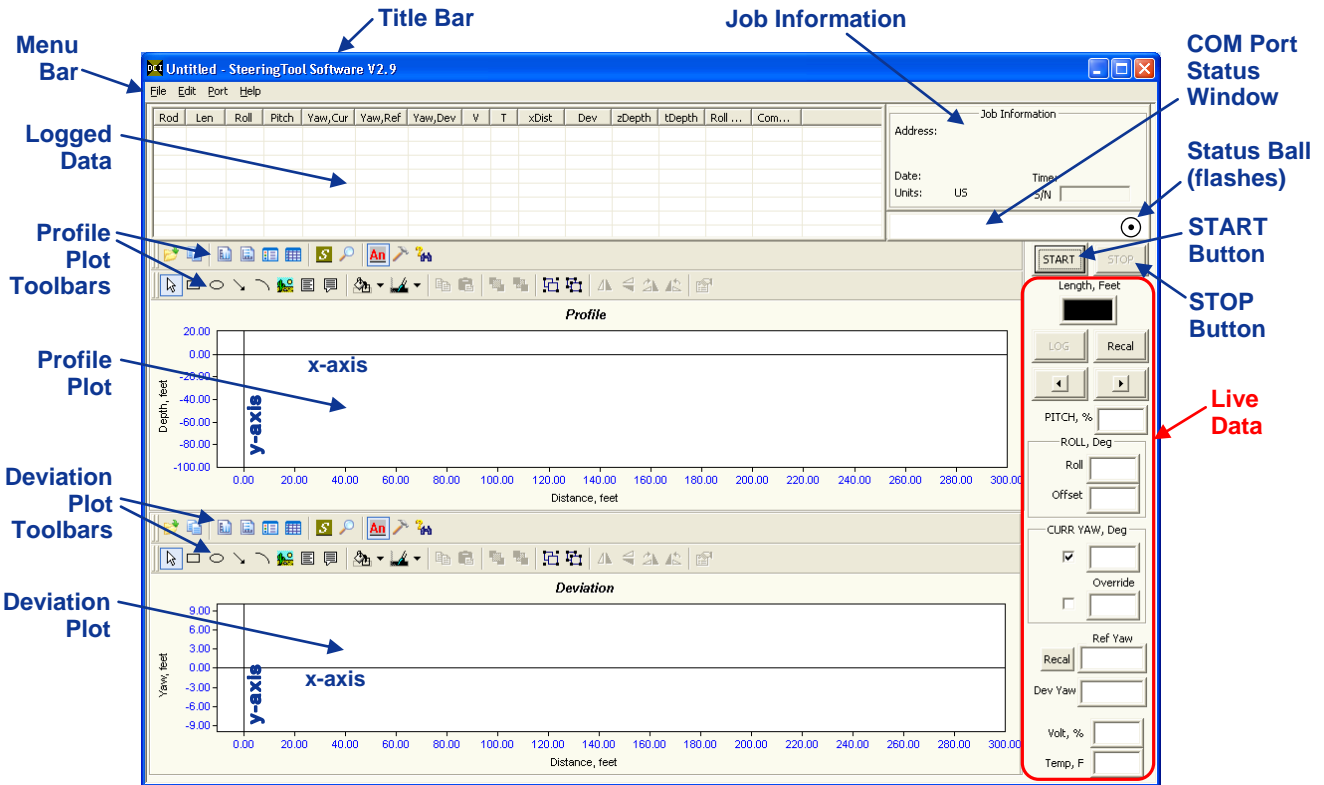 Title Bar
Job Information
Menu
Bar
COM Port
Status
Window
DCI Untitled - SteeringTool Software V2.9
File Edit Port Help
Rod Len Roll Pitch Yaw,Cur Yaw,Ref Yaw,Dev V T xDist Dev zDepth tDepth Roll ... Com...
Job Information
Address:
Logged
Data
Status Ball
(flashes)
Date: Time:
Units: US S/N
Profile
Plot
Toolbars
START
Button
S An
START STOP
STOP
Button
Length, Feet
Profile
20.00
0.00
-20.00
-40.00
-60.00
-80.00
-100.00
Depth, feet
x-axis
y-axis
Profile
Plot
0.00 20.00 40.00 60.00 80.00 100.00 120.00 140.00 160.00 180.00 200.00 220.00 240.00 260.00 280.00 300.00
Distance, feet
LOG Recal
PITCH, %
Live
Data
ROLL, Deg
Roll
Offset
Deviation
Plot
Toolbars
S An
CURR YAW, Deg
Override
Deviation
9.00
6.00
3.00
0.00
-3.00
-6.00
-9.00
Yaw, feet
x-axis
y-axis
Deviation
Plot
0.00 20.00 40.00 60.00 80.00 100.00 120.00 140.00 160.00 180.00 200.00 220.00 240.00 260.00 280.00 300.00
Distance, feet
Ref Yaw
Recal
Dev Yaw
Volt, %
Temp, F